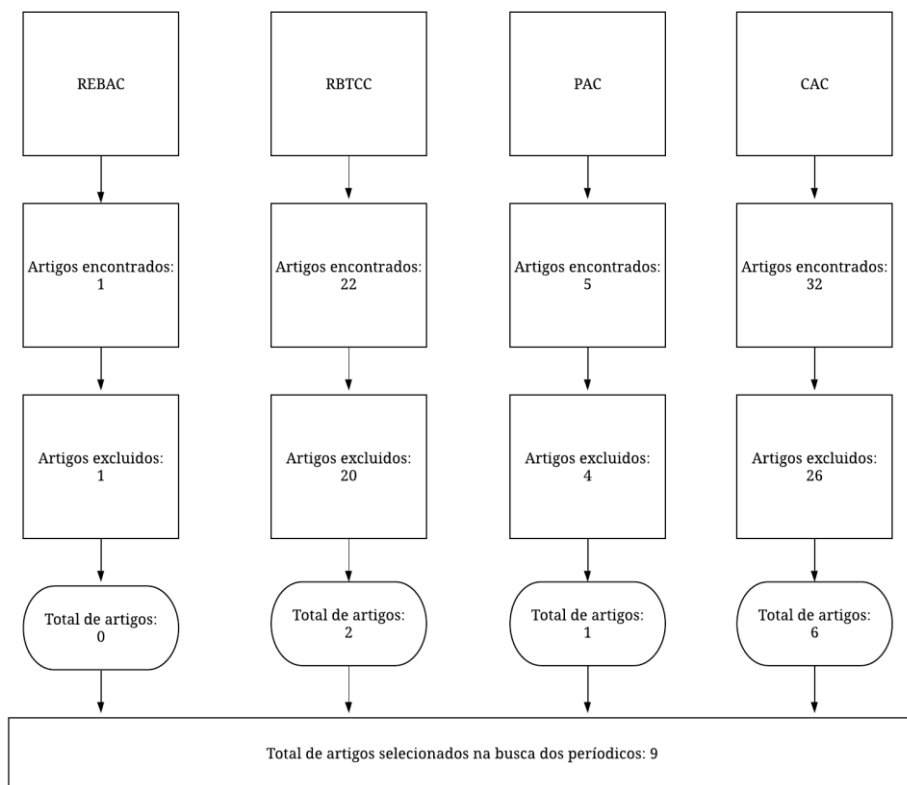 REBAC
RBTCC
PAC
CAC
Artigos encontrados:
1
Artigos encontrados:
22
Artigos encontrados:
5
Artigos encontrados:
32
Artigos excluidos:
1
Artigos excluidos:
20
Artigos excluidos:
4
Artigos excluidos:
26
Total de artigos:
0
Total de artigos:
2
Total de artigos:
1
Total de artigos:
6
Total de artigos selecionados na busca dos períodicos: 9